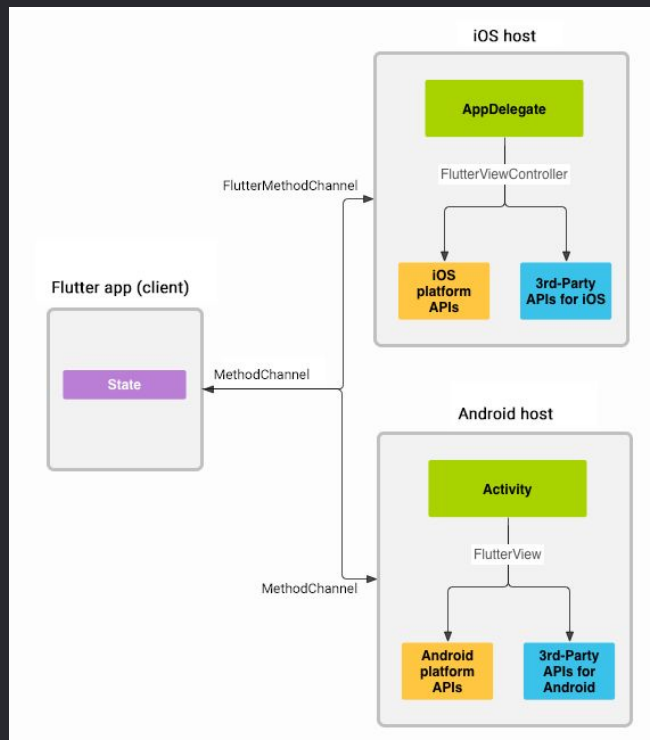 iOS host
AppDelegate
FlutterViewController
FlutterMethodChannel
iOS
platform
APIs
3rd-Party
APIs for iOS
Flutter app (client)
State
MethodChannel
Android host
Activity
FlutterView
MethodChannel
Android
platform
APIs
3rd-Party
APIs for
Android